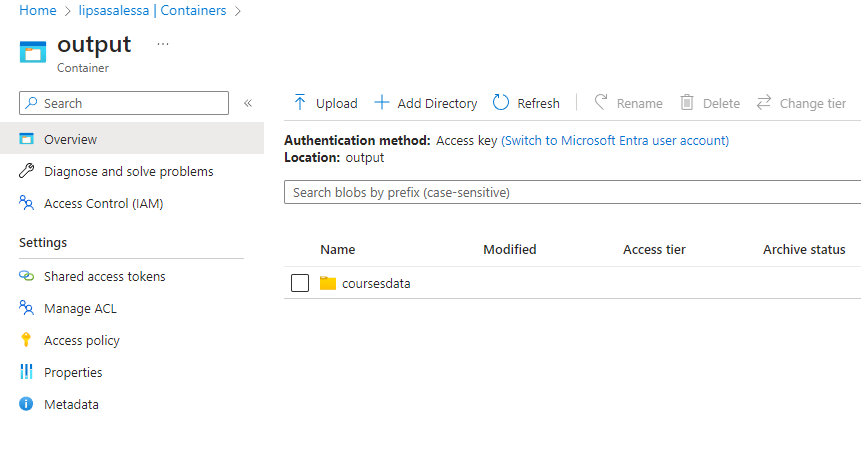 Home > lipsasalessa | Containers >
output ...
Container
Search «
Overview
Diagnose and solve problems
Access Control (IAM)
Settings
Shared access tokens
Manage ACL
Access policy
Properties
Metadata
Upload Add Directory Refresh Rename Delete Change tier
Authentication method: Access key (Switch to Microsoft Entra user account)
Location: output
Search blobs by prefix (case-sensitive)
Name Modified Access tier Archive status
coursesdata